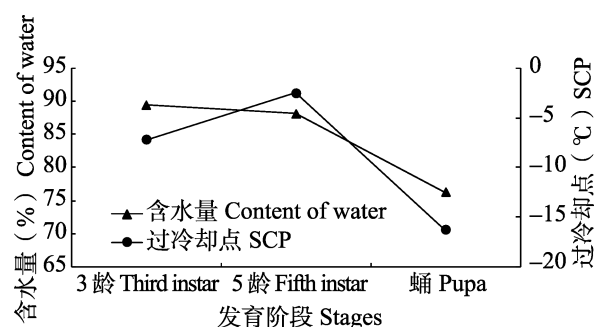 含水量（%）Content of water
95
90
85
80
75
70
65
0
−5
−10
−15
−20
过冷却点（℃）SCP
含水量 Content of water
过冷却点 SCP
3 龄 Third instar
5 龄 Fifth instar
蛹 Pupa
发育阶段 Stages